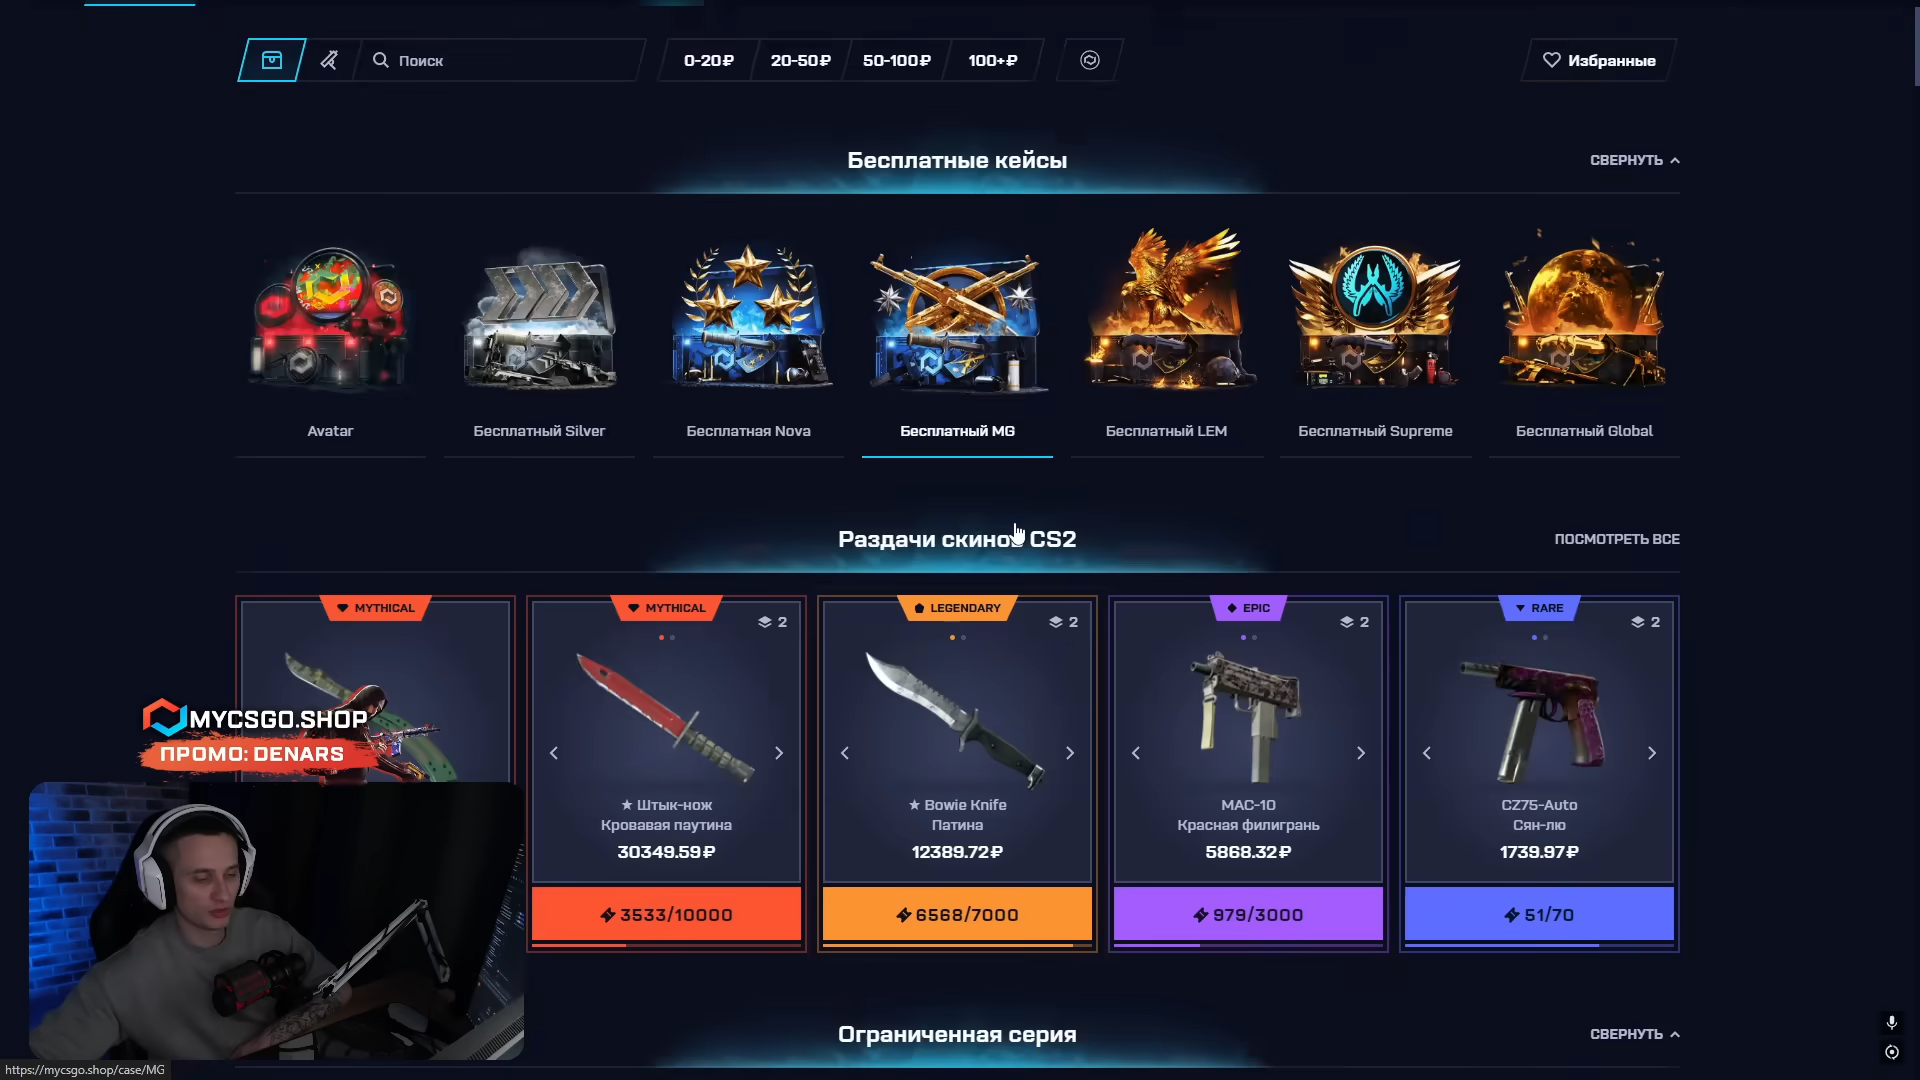 Поиск
0-20₽
20-50₽
50-100₽
100+₽
Избранные
Бесплатные кейсы
СВЕРНУТЬ
Avatar
Бесплатный Silver
Бесплатная Nova
Бесплатный MG
Бесплатный LEM
Бесплатный Supreme
Бесплатный Global
Раздачи скинов CS2
ПОСМОТРЕТЬ ВСЕ
MYTHICAL
MYTHICAL
2
★ Штык-нож
Кровавая паутина
30349.59₽
3533/10000
LEGENDARY
2
★ Bowie Knife
Патина
12389.72₽
6568/7000
EPIC
2
MAC-10
Красная филигрань
5868.32₽
979/3000
RARE
2
CZ75-Auto
Сян-лю
1739.97₽
51/70
MYCSGO.SHOP
ПРОМО: DENARS
Ограниченная серия
СВЕРНУТЬ
https://mycsgo.shop/case/MG